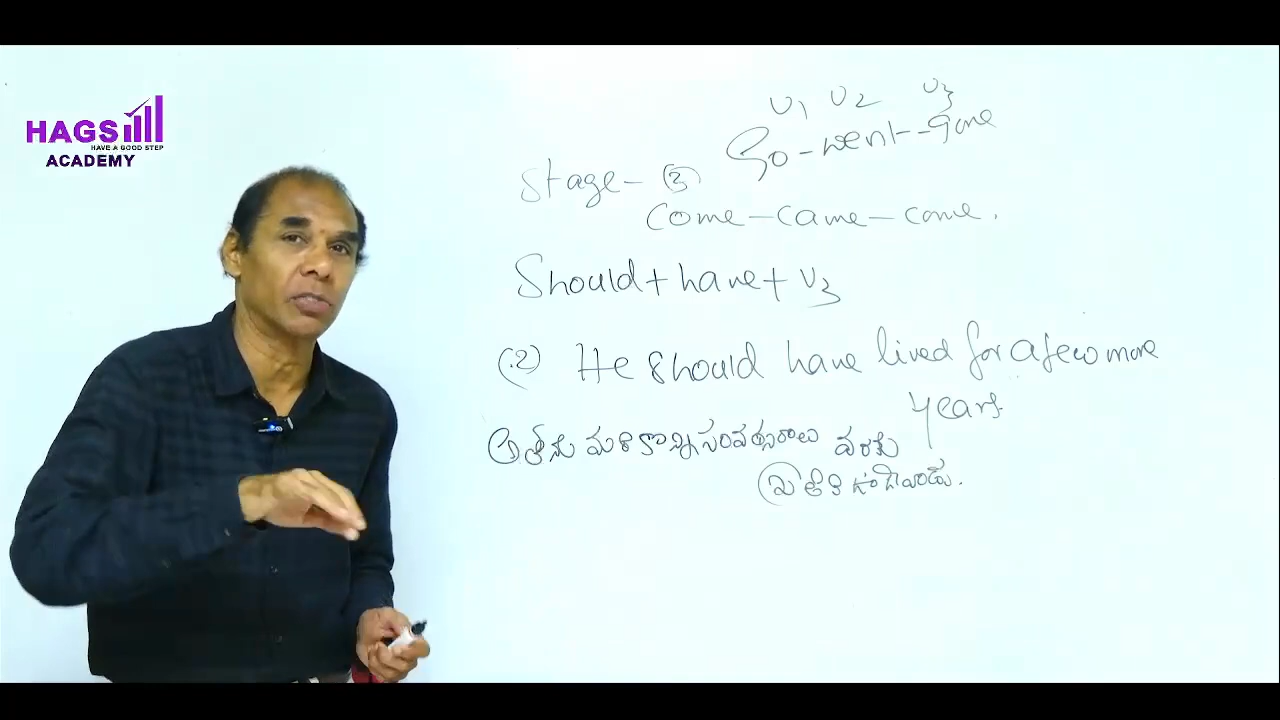 HAGS
HAVE A GOOD STEP
ACADEMY
V1 V2 V3
Go-went-gone
Stage- (3)
Come-came-come.
Should+have+V3
(2) He should have lived for a few more
years
అతను మరికొన్ని సంవత్సరాలు వరకు
బ్రతికి ఉండేవాడు.